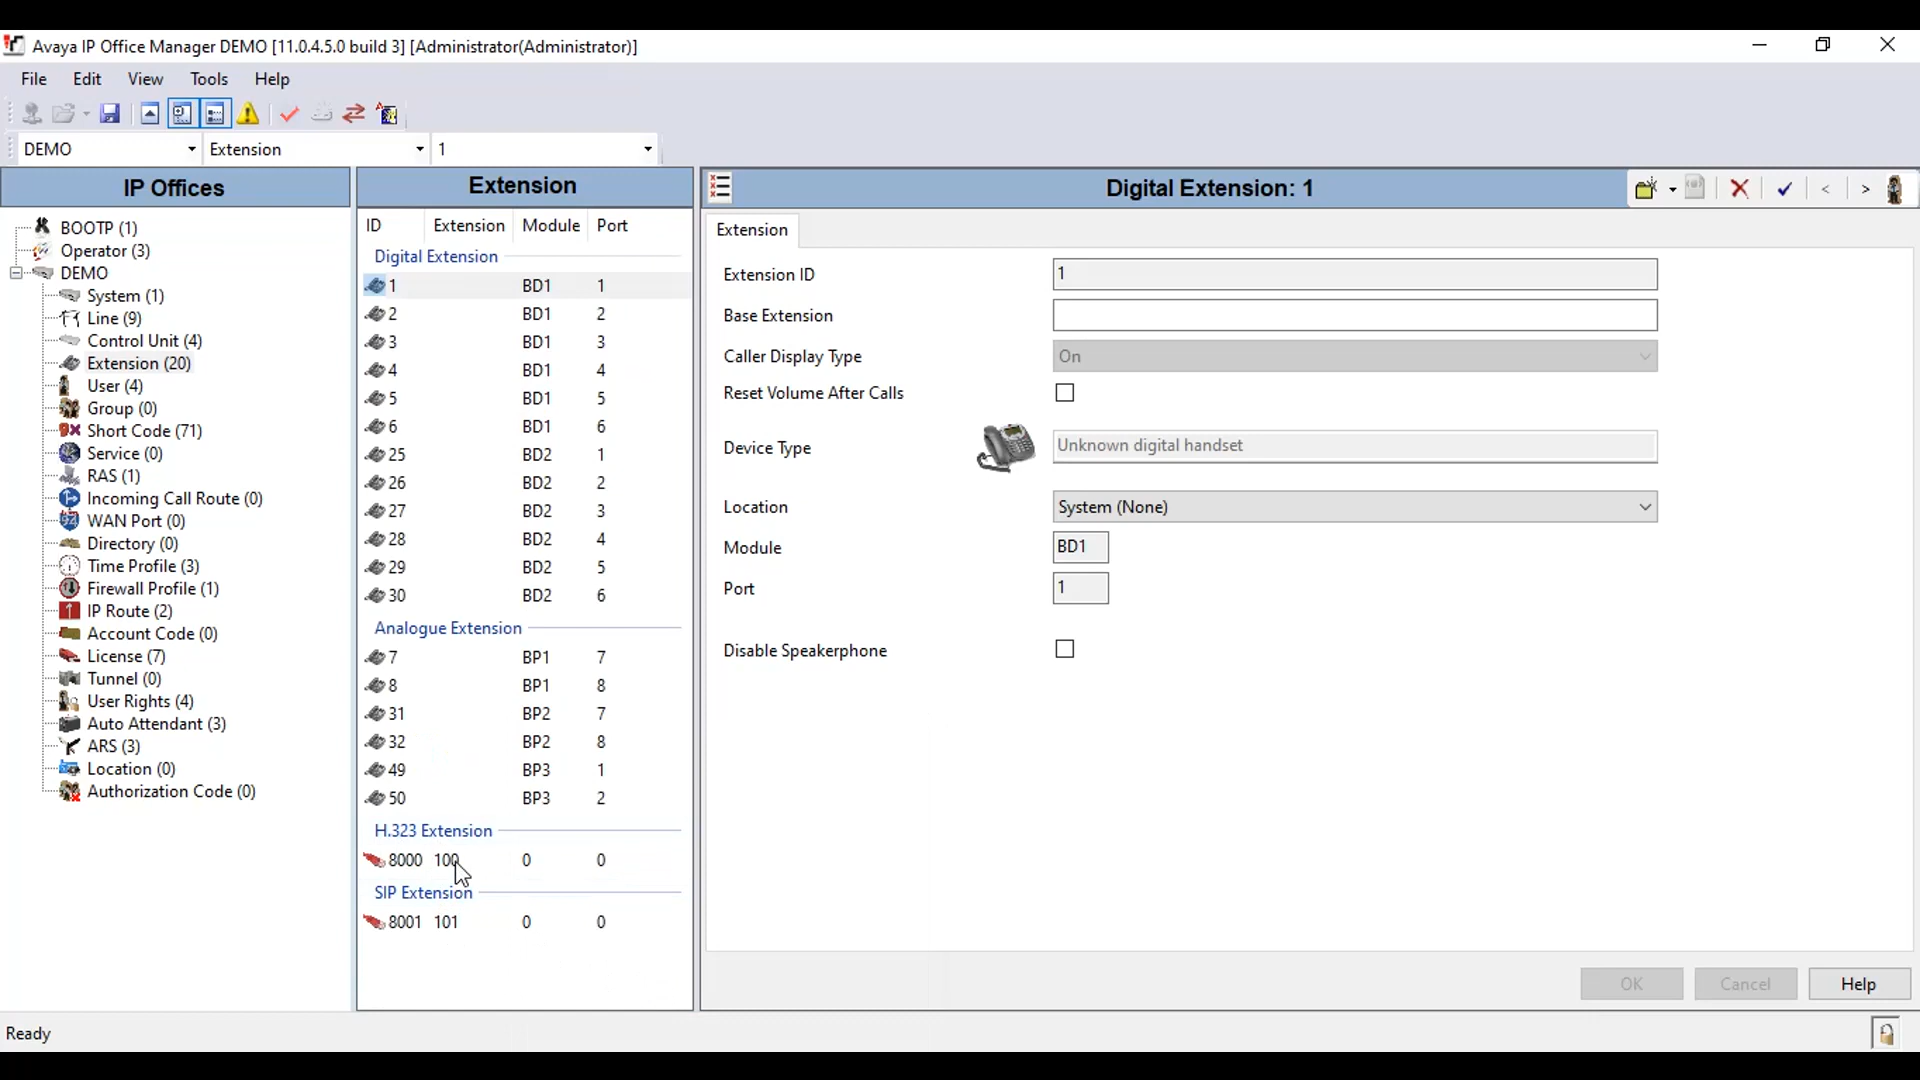 Avaya IP Office Manager DEMO [11.0.4.5.0 build 3] [Administrator(Administrator)]
File Edit View Tools Help
DEMO Extension 1
IP Offices
BOOTP (1)
Operator (3)
DEMO
System (1)
Line (9)
Control Unit (4)
Extension (20)
User (4)
Group (0)
Short Code (71)
Service (0)
RAS (1)
Incoming Call Route (0)
WAN Port (0)
Directory (0)
Time Profile (3)
Firewall Profile (1)
IP Route (2)
Account Code (0)
License (7)
Tunnel (0)
User Rights (4)
Auto Attendant (3)
ARS (3)
Location (0)
Authorization Code (0)
Extension
ID Extension Module Port
Digital Extension
1 BD1 1
2 BD1 2
3 BD1 3
4 BD1 4
5 BD1 5
6 BD1 6
25 BD2 1
26 BD2 2
27 BD2 3
28 BD2 4
29 BD2 5
30 BD2 6
Analogue Extension
7 BP1 7
8 BP1 8
31 BP2 7
32 BP2 8
49 BP3 1
50 BP3 2
H.323 Extension
8000 100 0 0
SIP Extension
8001 101 0 0
Digital Extension: 1
Extension
Extension ID 1
Base Extension
Caller Display Type On
Reset Volume After Calls
Device Type Unknown digital handset
Location System (None)
Module BD1
Port 1
Disable Speakerphone
OK Cancel Help
Ready